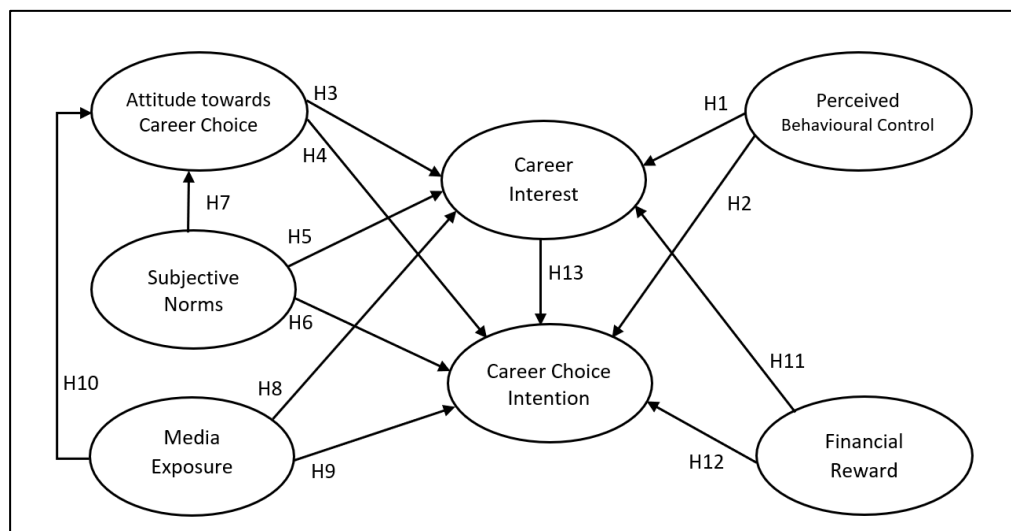 Attitude towards
Career Choice
H3
H4
H7
Subjective
Norms
H5
H6
H10
Media
Exposure
H8
H9
Career
Interest
H13
Career Choice
Intention
H1
Perceived
Behavioural Control
H2
H11
H12
Financial
Reward